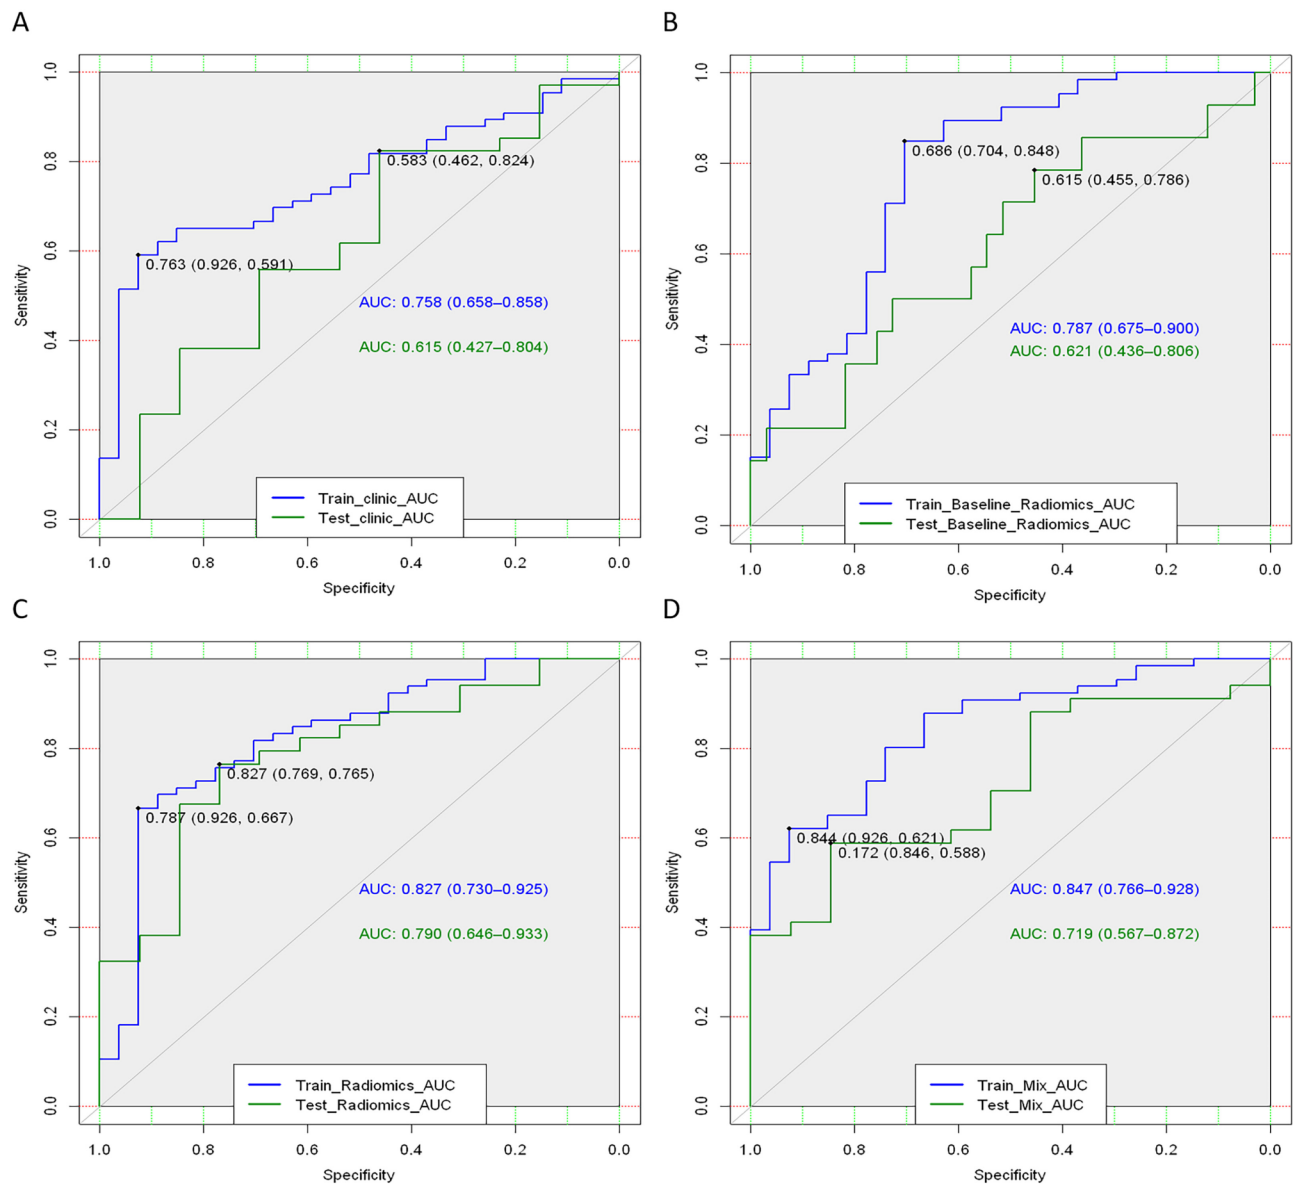 A
1.0
0.8
0.6
0.4
0.2
0.0
Sensitivity
0.583 (0.462, 0.824)
0.763 (0.926, 0.591)
AUC: 0.758 (0.658–0.858)
AUC: 0.615 (0.427–0.804)
Train_clinic_AUC
Test_clinic_AUC
1.0 0.8 0.6 0.4 0.2 0.0
Specificity
B
1.0
0.8
0.6
0.4
0.2
0.0
Sensitivity
0.686 (0.704, 0.848)
0.615 (0.455, 0.786)
AUC: 0.787 (0.675–0.900)
AUC: 0.621 (0.436–0.806)
Train_Baseline_Radiomics_AUC
Test_Baseline_Radiomics_AUC
1.0 0.8 0.6 0.4 0.2 0.0
Specificity
C
1.0
0.8
0.6
0.4
0.2
0.0
Sensitivity
0.827 (0.769, 0.765)
0.787 (0.926, 0.667)
AUC: 0.827 (0.730–0.925)
AUC: 0.790 (0.646–0.933)
Train_Radiomics_AUC
Test_Radiomics_AUC
1.0 0.8 0.6 0.4 0.2 0.0
Specificity
D
1.0
0.8
0.6
0.4
0.2
0.0
Sensitivity
0.844 (0.926, 0.621)
0.172 (0.846, 0.588)
AUC: 0.847 (0.766–0.928)
AUC: 0.719 (0.567–0.872)
Train_Mix_AUC
Test_Mix_AUC
1.0 0.8 0.6 0.4 0.2 0.0
Specificity